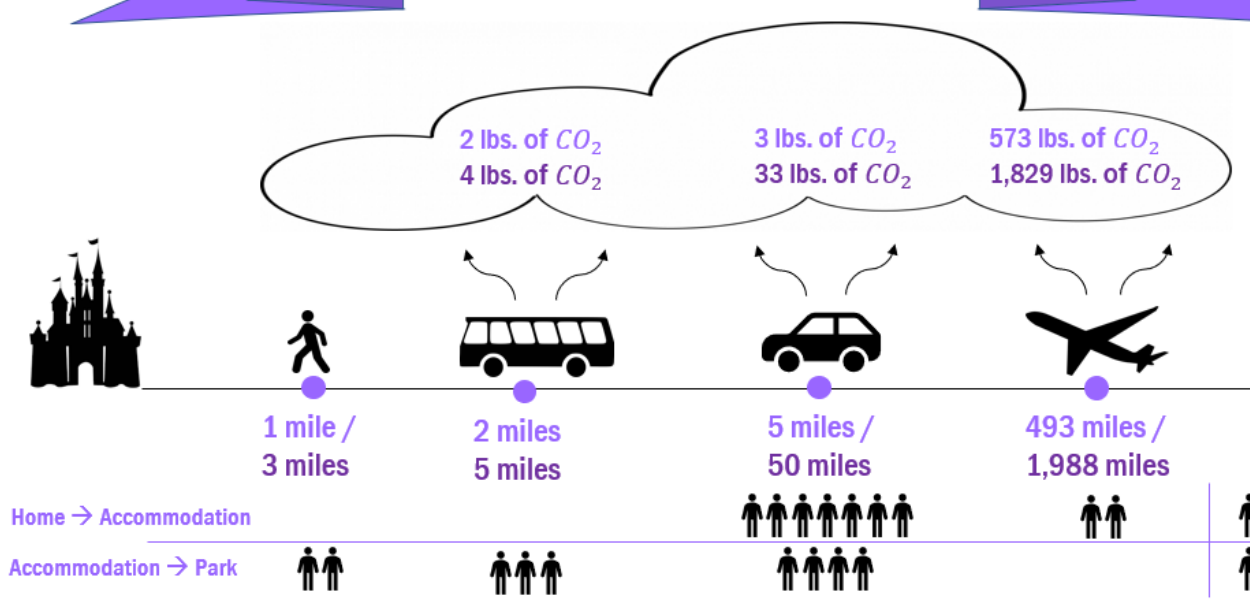 2 lbs. of CO₂
4 lbs. of CO₂
3 lbs. of CO₂
33 lbs. of CO₂
573 lbs. of CO₂
1,829 lbs. of CO₂
1 mile /
3 miles
2 miles
5 miles
5 miles /
50 miles
493 miles /
1,988 miles
Home → Accommodation
Accommodation → Park